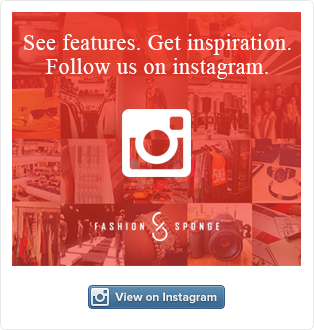 See features. Get inspiration.
Follow us on instagram.
FASHION SPONGE
View on Instagram